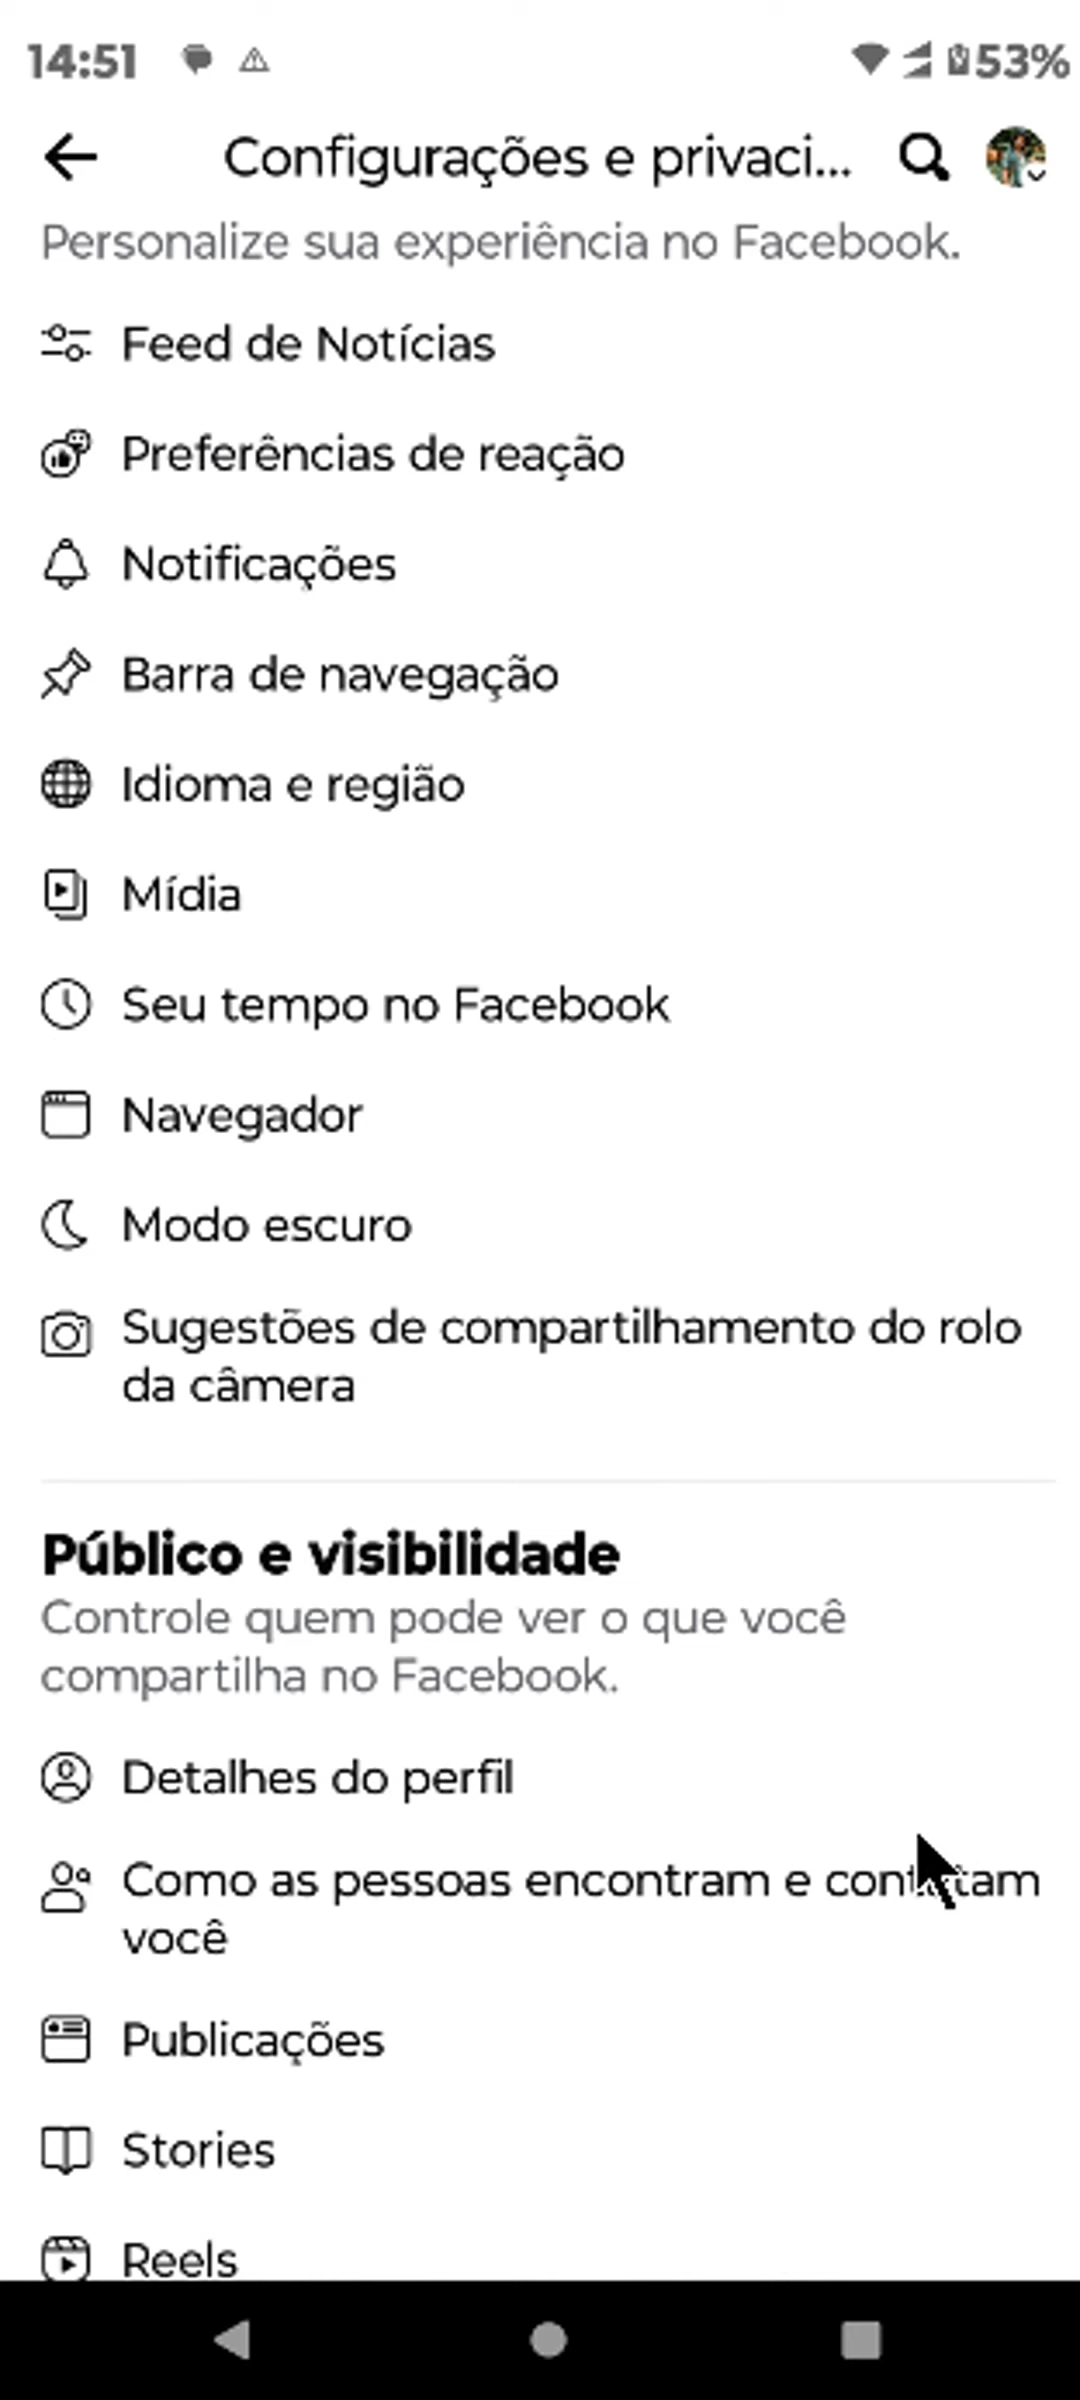 14:51
53%
Configurações e privaci...
Personalize sua experiência no Facebook.
Feed de Notícias
Preferências de reação
Notificações
Barra de navegação
Idioma e região
Mídia
Seu tempo no Facebook
Navegador
Modo escuro
Sugestões de compartilhamento do rolo
da câmera
Público e visibilidade
Controle quem pode ver o que você
compartilha no Facebook.
Detalhes do perfil
Como as pessoas encontram e contatam
você
Publicações
Stories
Reels